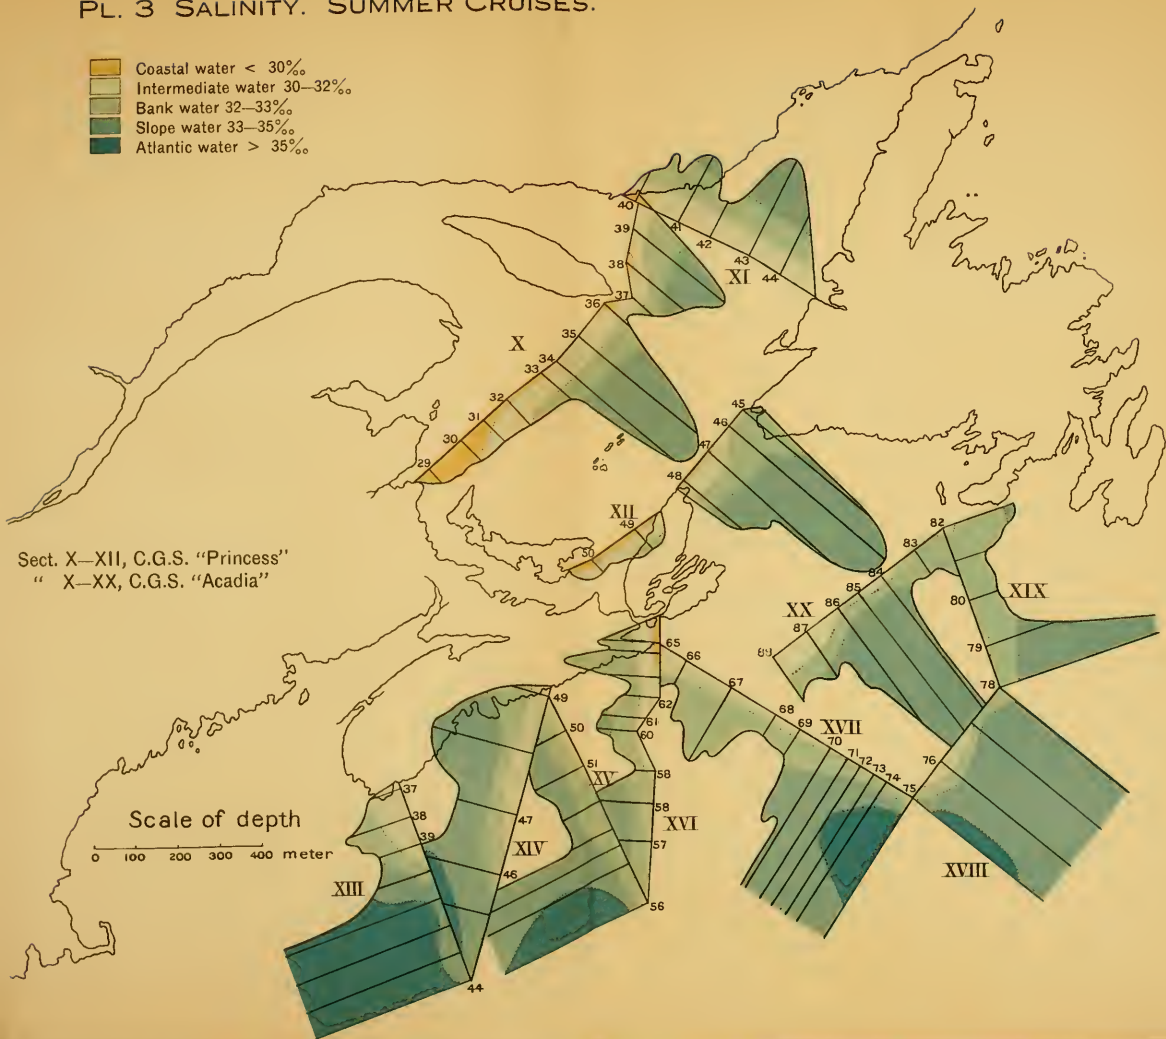 PL. 3 SALINITY. SUMMER CRUISES.
Coastal water < 30‰
Intermediate water 30—32‰
Bank water 32—33‰
Slope water 33—35‰
Atlantic water > 35‰
40
39
41
42
43
XI
44
38
37
36
35
X
34
33
32
31
30
29
45
46
47
48
XII
49
50
Sect. X—XII, C.G.S. "Princess"
" X—XX, C.G.S. "Acadia"
82
83
84
85
86
XX
87
89
80
XIX
79
78
65
66
67
68
69
XVII
70
71
72
73
74
75
76
XVIII
62
61
60
58
58
XVI
57
56
49
50
51
XV
47
XIV
46
37
38
39
XIII
44
Scale of depth
0 100 200 300 400 meter